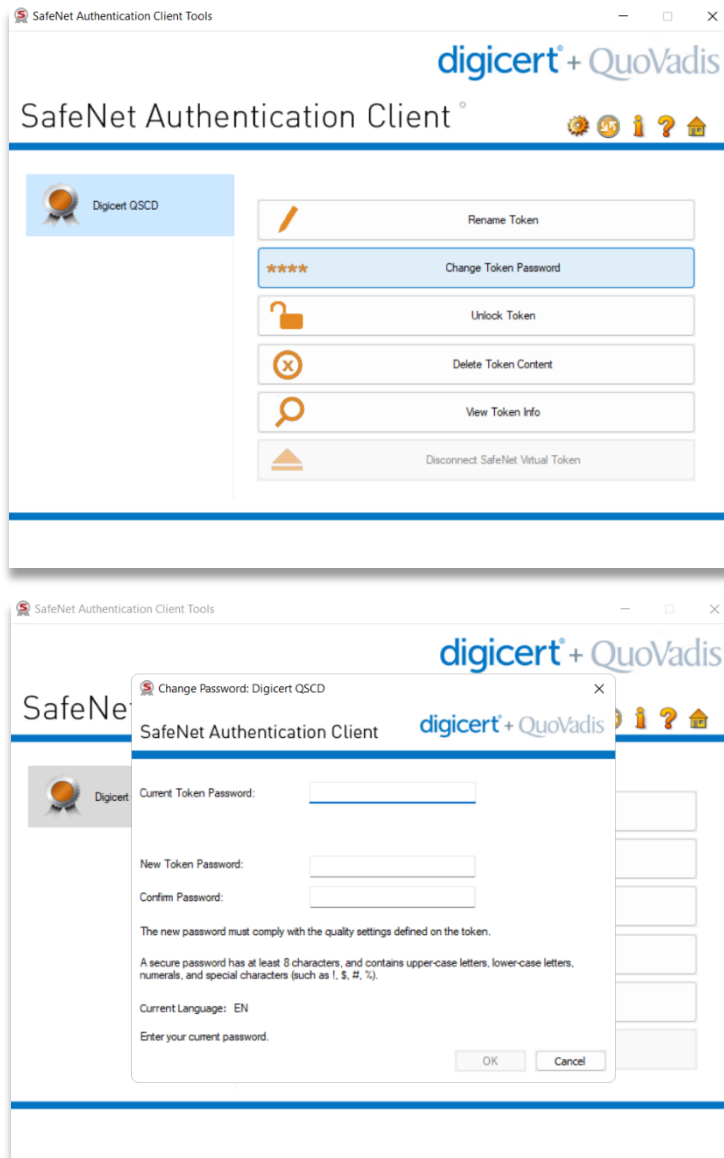 SafeNet Authentication Client Tools
digicert® + QuoVadis
SafeNet Authentication Client
Digicert QSCD
Rename Token
**** Change Token Password
Unlock Token
Delete Token Content
View Token Info
Disconnect SafeNet Virtual Token
SafeNet Authentication Client Tools
digicert® + QuoVadis
SafeNe
Digicert
Change Password: Digicert QSCD
SafeNet Authentication Client
digicert® + QuoVadis
Current Token Password:
New Token Password:
Confirm Password:
The new password must comply with the quality settings defined on the token.
A secure password has at least 8 characters, and contains upper-case letters, lower-case letters,
numerals, and special characters (such as !, $, #, %).
Current Language: EN
Enter your current password.
OK Cancel